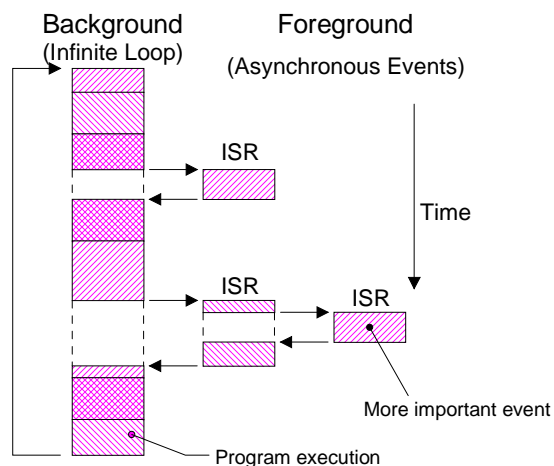 Background
(Infinite Loop)
Foreground
(Asynchronous Events)
ISR
Time
ISR
ISR
More important event
Program execution